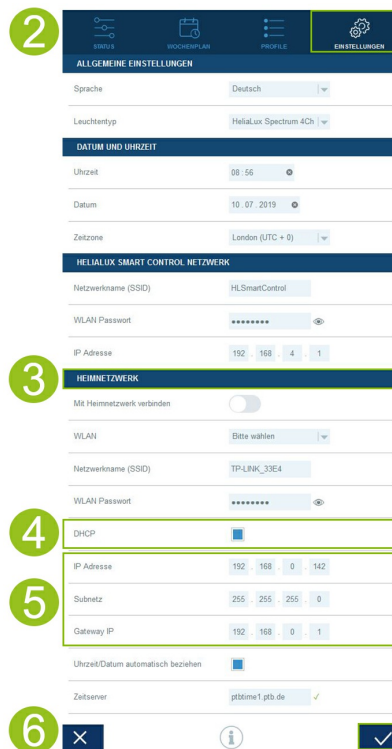 2
STATUS WOCHENPLAN PROFILE EINSTELLUNGEN
ALLGEMEINE EINSTELLUNGEN
Sprache Deutsch
Leuchtentyp HeliaLux Spectrum 4Ch
DATUM UND UHRZEIT
Uhrzeit 08 : 56
Datum 10 . 07 . 2019
Zeitzone London (UTC + 0)
HELIALUX SMART CONTROL NETZWERK
Netzwerkname (SSID) HLSmartControl
WLAN Passwort ••••••••
IP Adresse 192 . 168 . 4 . 1
3
HEIMNETZWERK
Mit Heimnetzwerk verbinden
WLAN Bitte wählen
Netzwerkname (SSID) TP-LINK_33E4
WLAN Passwort ••••••••
4
DHCP
5
IP Adresse 192 . 168 . 0 . 142
Subnetz 255 . 255 . 255 . 0
Gateway IP 192 . 168 . 0 . 1
Uhrzeit/Datum automatisch beziehen
Zeitserver ptbtime1.ptb.de ✓
6